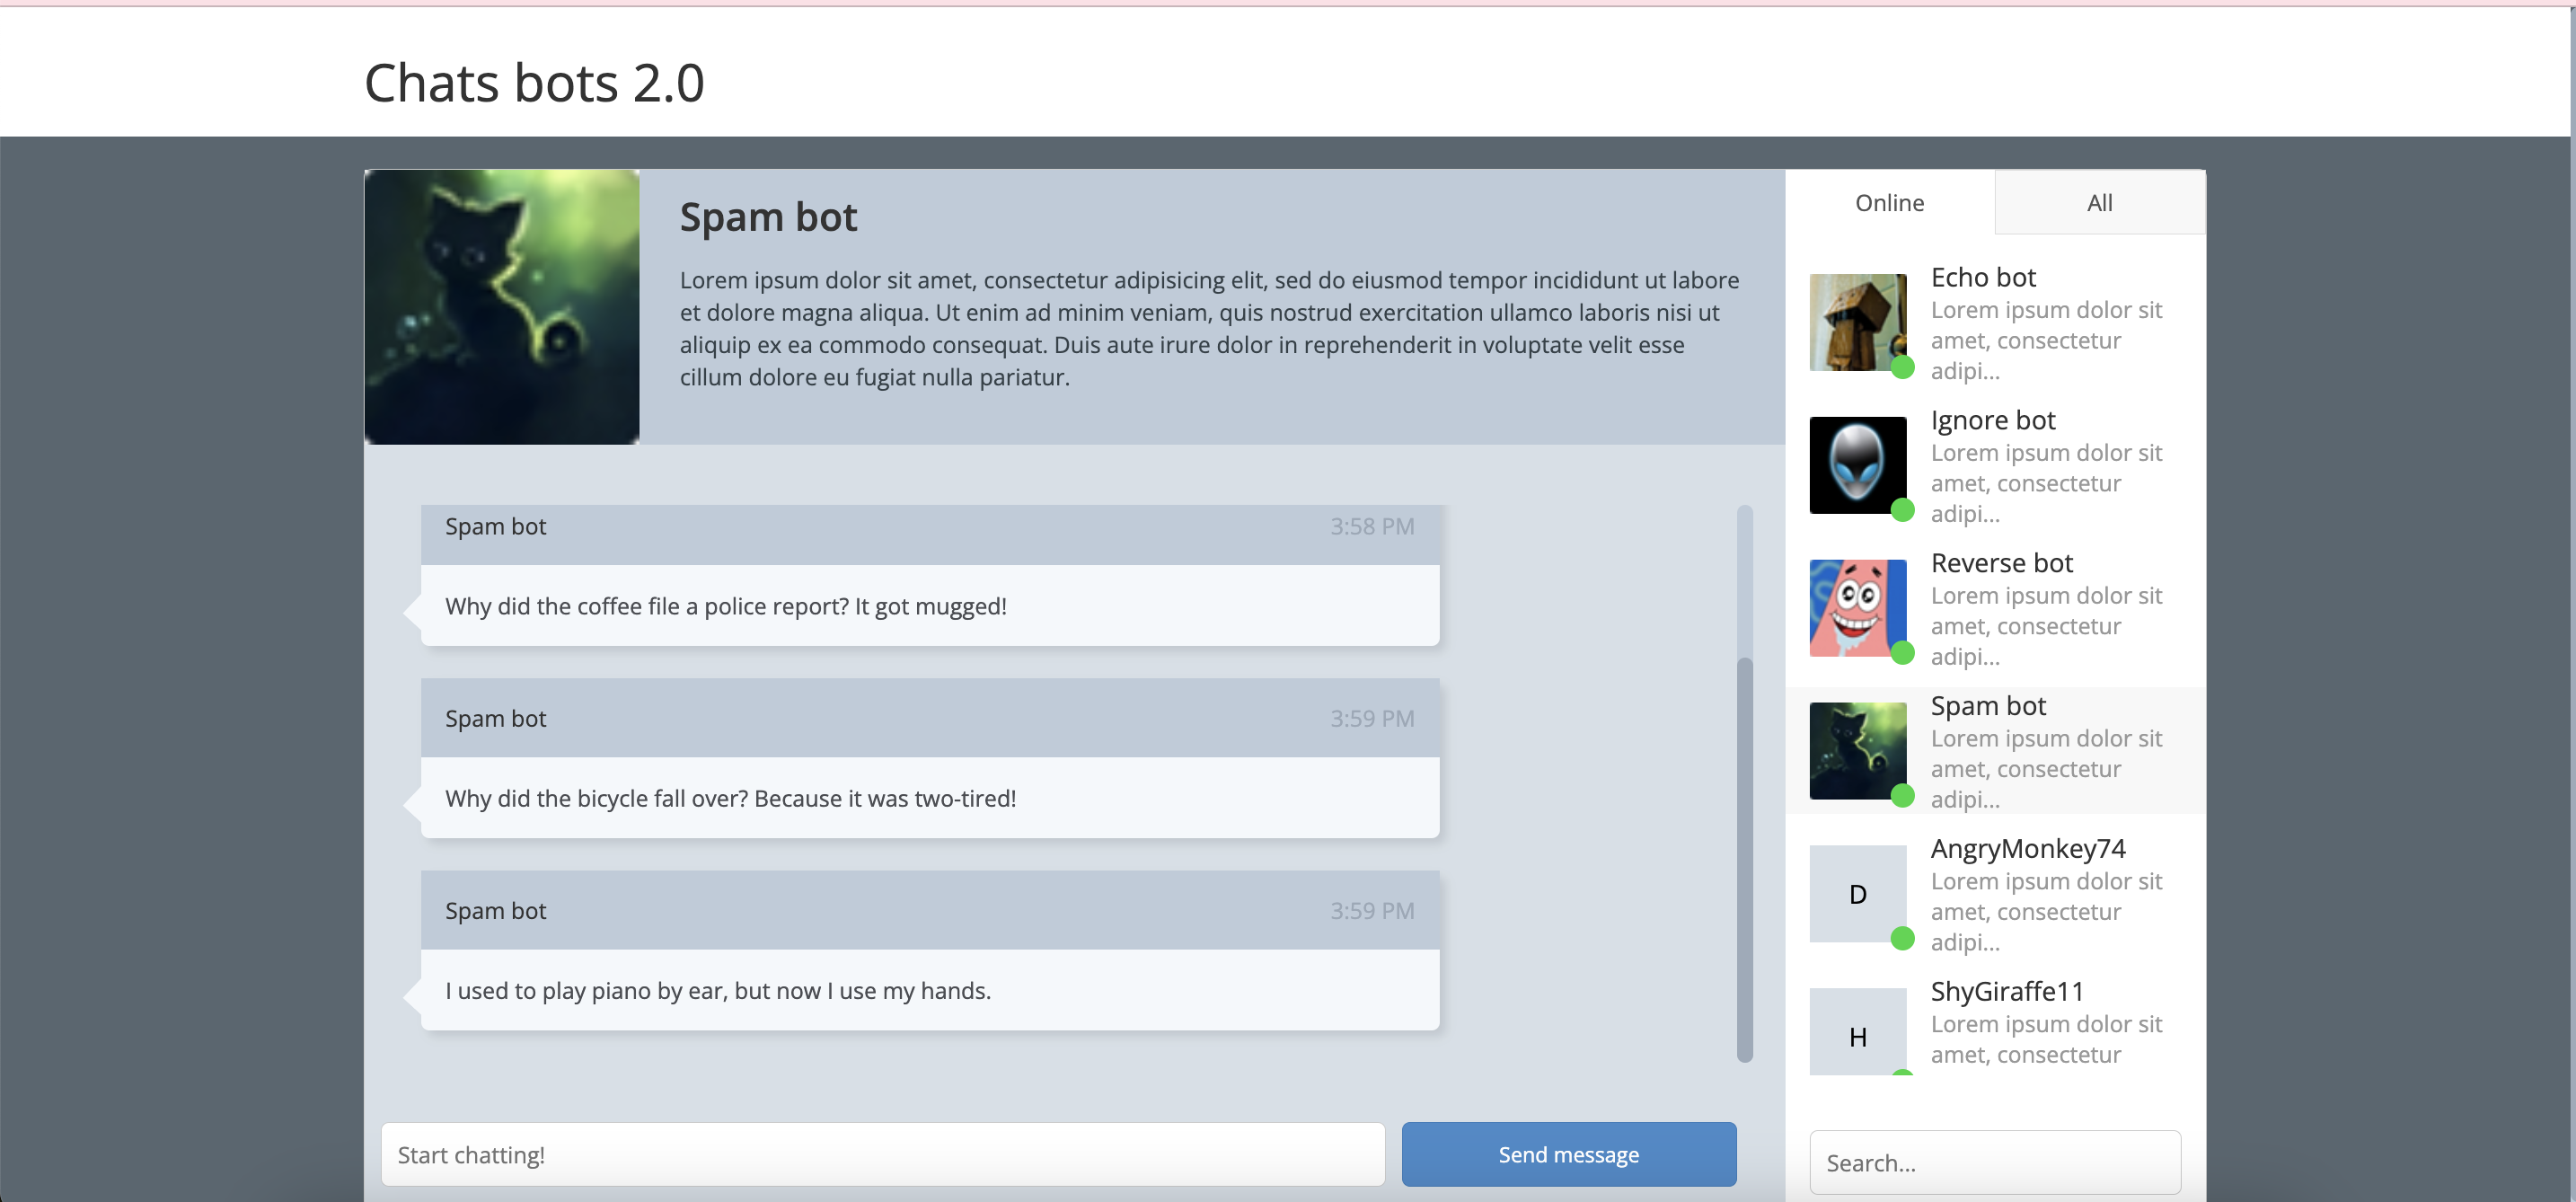 Chats bots 2.0
Spam bot
Lorem ipsum dolor sit amet, consectetur adipisicing elit, sed do eiusmod tempor incididunt ut labore
et dolore magna aliqua. Ut enim ad minim veniam, quis nostrud exercitation ullamco laboris nisi ut
aliquip ex ea commodo consequat. Duis aute irure dolor in reprehenderit in voluptate velit esse
cillum dolore eu fugiat nulla pariatur.
Spam bot 3:58 PM
Why did the coffee file a police report? It got mugged!
Spam bot 3:59 PM
Why did the bicycle fall over? Because it was two-tired!
Spam bot 3:59 PM
I used to play piano by ear, but now I use my hands.
Start chatting!
Send message
Online
All
Echo bot
Lorem ipsum dolor sit
amet, consectetur
adipi...
Ignore bot
Lorem ipsum dolor sit
amet, consectetur
adipi...
Reverse bot
Lorem ipsum dolor sit
amet, consectetur
adipi...
Spam bot
Lorem ipsum dolor sit
amet, consectetur
adipi...
D
AngryMonkey74
Lorem ipsum dolor sit
amet, consectetur
adipi...
H
ShyGiraffe11
Lorem ipsum dolor sit
amet, consectetur
Search...